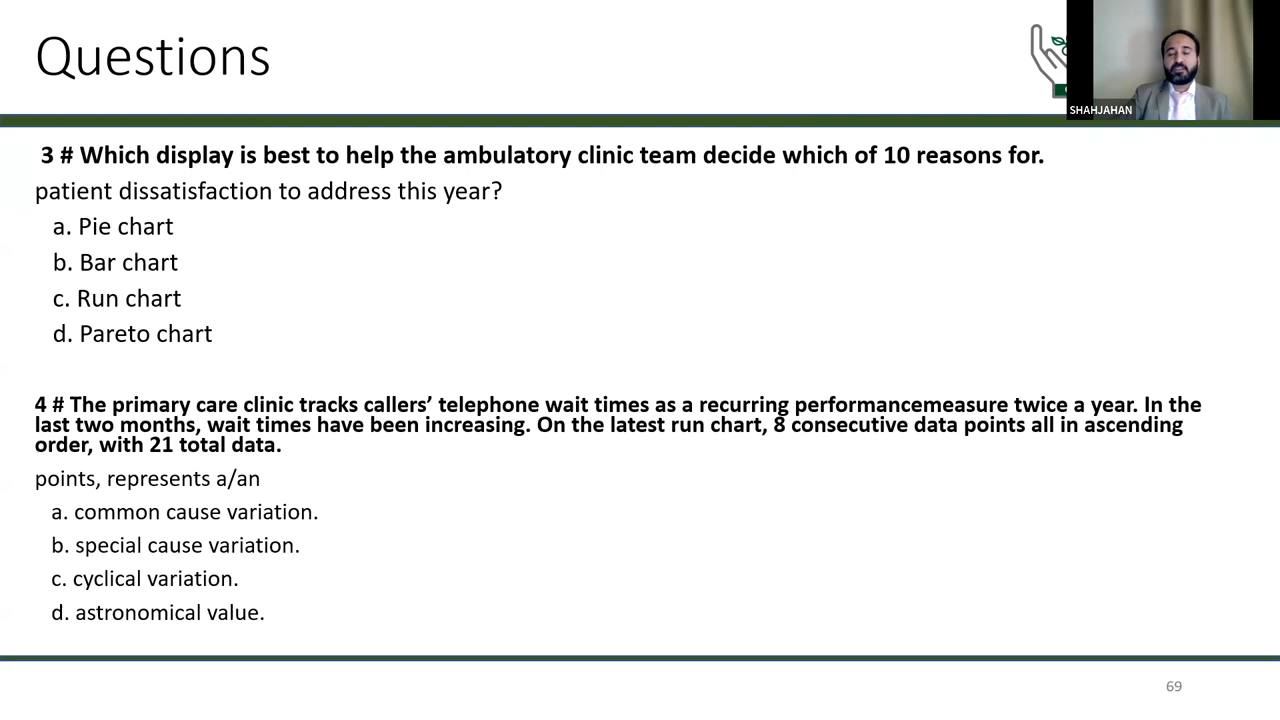 Questions
SHAHJAHAN
3 # Which display is best to help the ambulatory clinic team decide which of 10 reasons for.
patient dissatisfaction to address this year?
a. Pie chart
b. Bar chart
c. Run chart
d. Pareto chart
4 # The primary care clinic tracks callers’ telephone wait times as a recurring performancemeasure twice a year. In the
last two months, wait times have been increasing. On the latest run chart, 8 consecutive data points all in ascending
order, with 21 total data.
points, represents a/an
a. common cause variation.
b. special cause variation.
c. cyclical variation.
d. astronomical value.
69